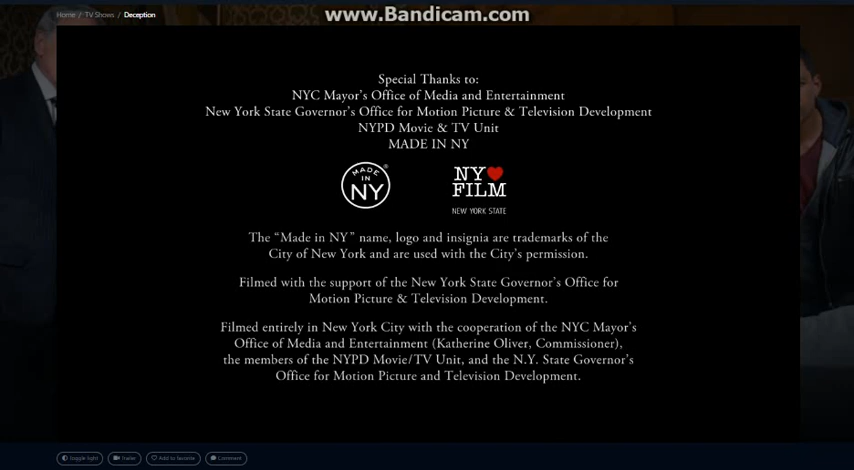 www.Bandicam.com
Home / TV Shows / Deception
Special Thanks to:
NYC Mayor's Office of Media and Entertainment
New York State Governor's Office for Motion Picture & Television Development
NYPD Movie & TV Unit
MADE IN NY
MADE IN NY ®
NY FILM
NEW YORK STATE
The "Made in NY" name, logo and insignia are trademarks of the
City of New York and are used with the City's permission.
Filmed with the support of the New York State Governor's Office for
Motion Picture & Television Development.
Filmed entirely in New York City with the cooperation of the NYC Mayor's
Office of Media and Entertainment (Katherine Oliver, Commissioner),
the members of the NYPD Movie/TV Unit, and the N.Y. State Governor's
Office for Motion Picture and Television Development.
Toggle light Trailer Add to favorite Comment